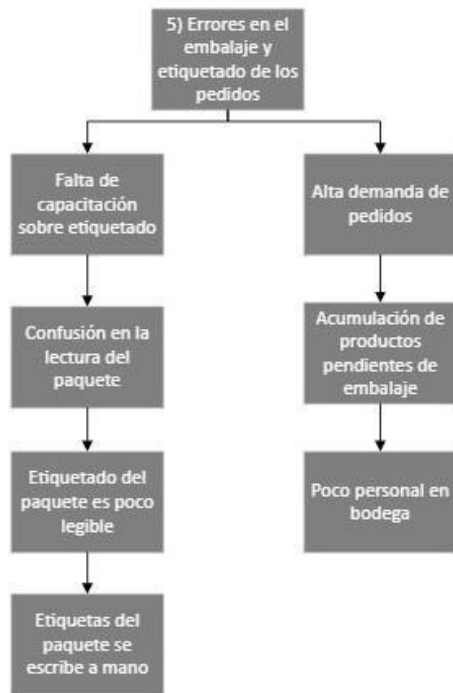 5) Errores en el
embalaje y
etiquetado de los
pedidos
Falta de
capacitación
sobre etiquetado
Confusión en la
lectura del
paquete
Etiquetado del
paquete es poco
legible
Etiquetas del
paquete se
escribe a mano
Alta demanda de
pedidos
Acumulación de
productos
pendientes de
embalaje
Poco personal en
bodega